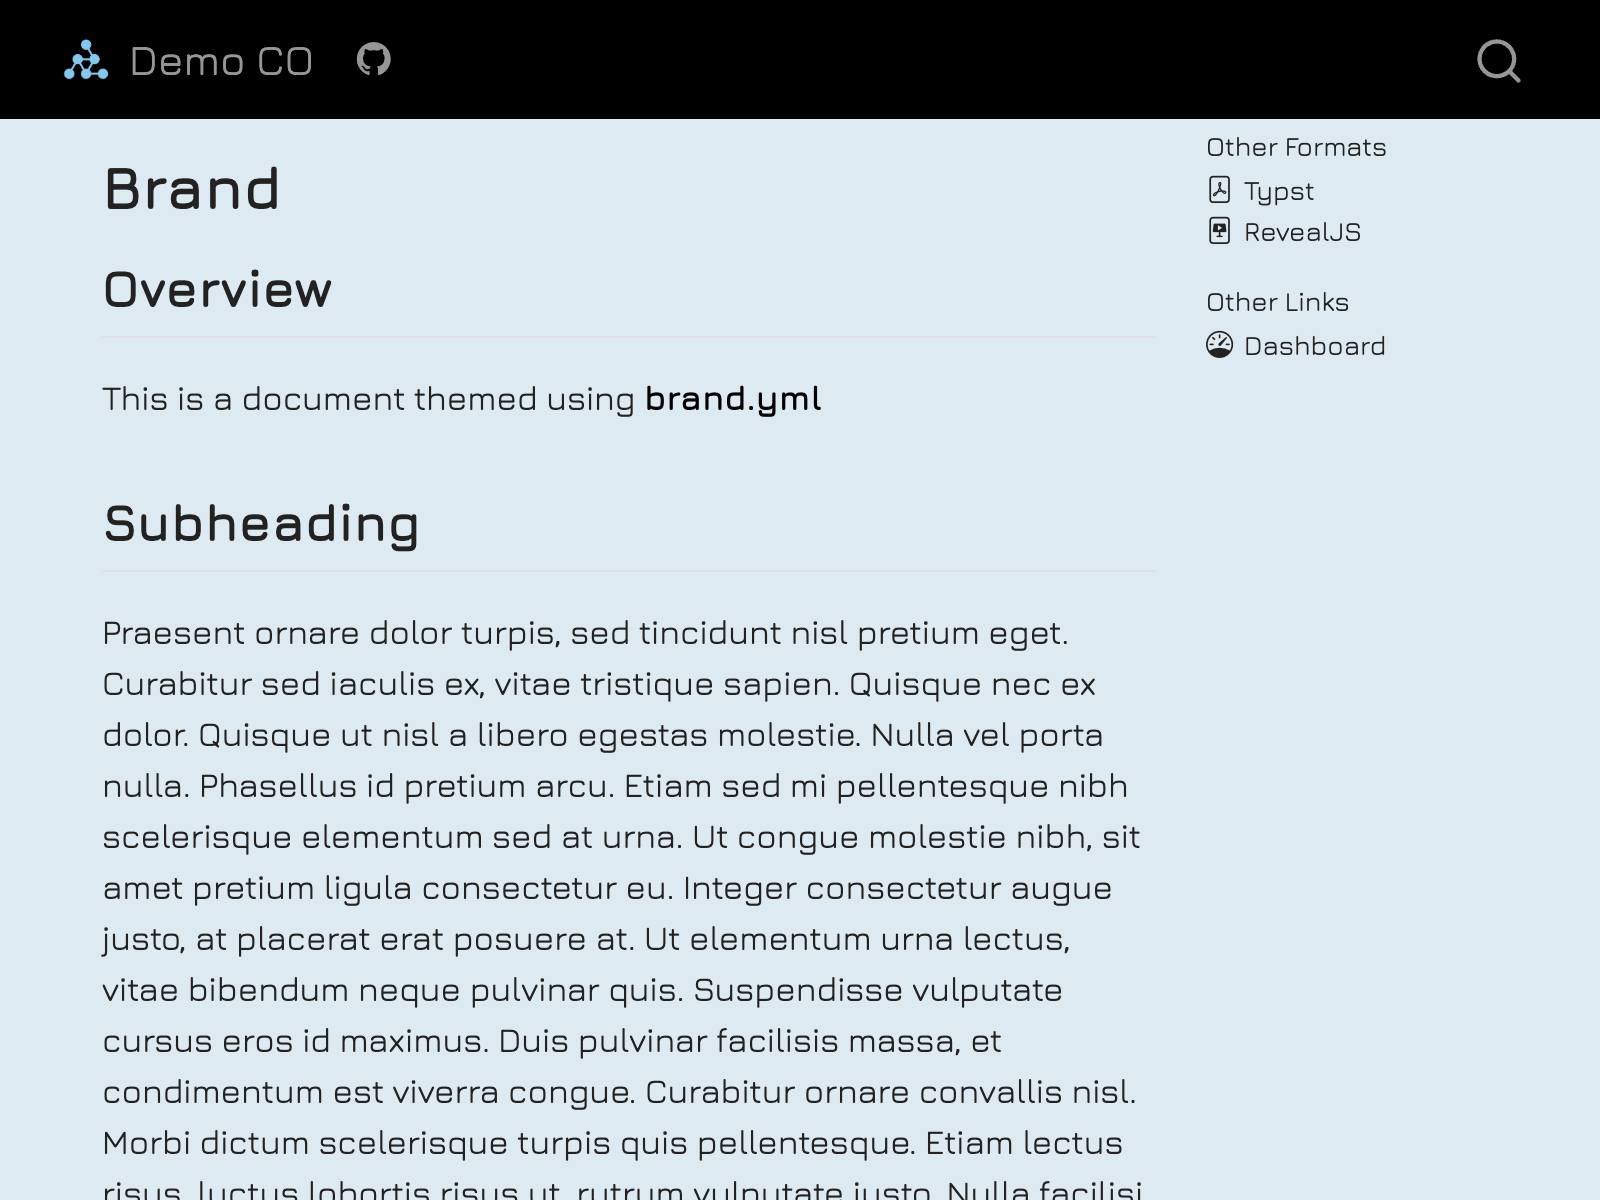 Demo CO
Brand
Overview
This is a document themed using brand.yml
Subheading
Praesent ornare dolor turpis, sed tincidunt nisl pretium eget.
Curabitur sed iaculis ex, vitae tristique sapien. Quisque nec ex
dolor. Quisque ut nisl a libero egestas molestie. Nulla vel porta
nulla. Phasellus id pretium arcu. Etiam sed mi pellentesque nibh
scelerisque elementum sed at urna. Ut congue molestie nibh, sit
amet pretium ligula consectetur eu. Integer consectetur augue
justo, at placerat erat posuere at. Ut elementum urna lectus,
vitae bibendum neque pulvinar quis. Suspendisse vulputate
cursus eros id maximus. Duis pulvinar facilisis massa, et
condimentum est viverra congue. Curabitur ornare convallis nisl.
Morbi dictum scelerisque turpis quis pellentesque. Etiam lectus
risus, luctus lobortis risus ut, rutrum vulputate justo. Nulla facilisi
Other Formats
Typst
RevealJS
Other Links
Dashboard